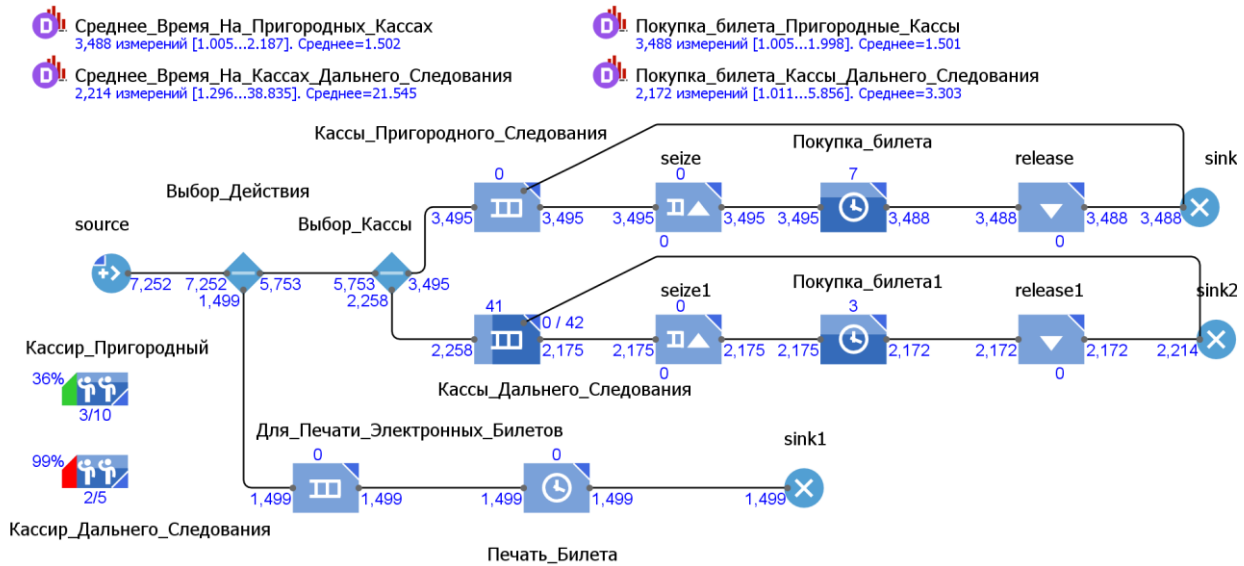 Среднее_Время_На_Пригородных_Кассах
3,488 измерений [1.005...2.187]. Среднее=1.502
Покупка_билета_Пригородные_Кассы
3,488 измерений [1.005...1.998]. Среднее=1.501
Среднее_Время_На_Кассах_Дальнего_Следования
2,214 измерений [1.296...38.835]. Среднее=21.545
Покупка_билета_Кассы_Дальнего_Следования
2,172 измерений [1.011...5.856]. Среднее=3.303
Кассы_Пригородного_Следования
Покупка_билета
seize
release
sink
0
0
7
Выбор_Действия
3,495
3,495
3,495
3,495
3,495
3,488
3,488
3,488
3,488
source
Выбор_Кассы
0
0
7,252
7,252
5,753
5,753
3,495
1,499
2,258
seize1
Покупка_билета1
release1
sink2
41
0 / 42
0
3
2,258
2,175
2,175
2,175
2,175
2,172
2,172
2,172
2,214
Кассир_Пригородный
0
0
36%
3/10
Кассы_Дальнего_Следования
Для_Печати_Электронных_Билетов
sink1
0
0
99%
2/5
1,499
1,499
1,499
1,499
1,499
Кассир_Дальнего_Следования
Печать_Билета